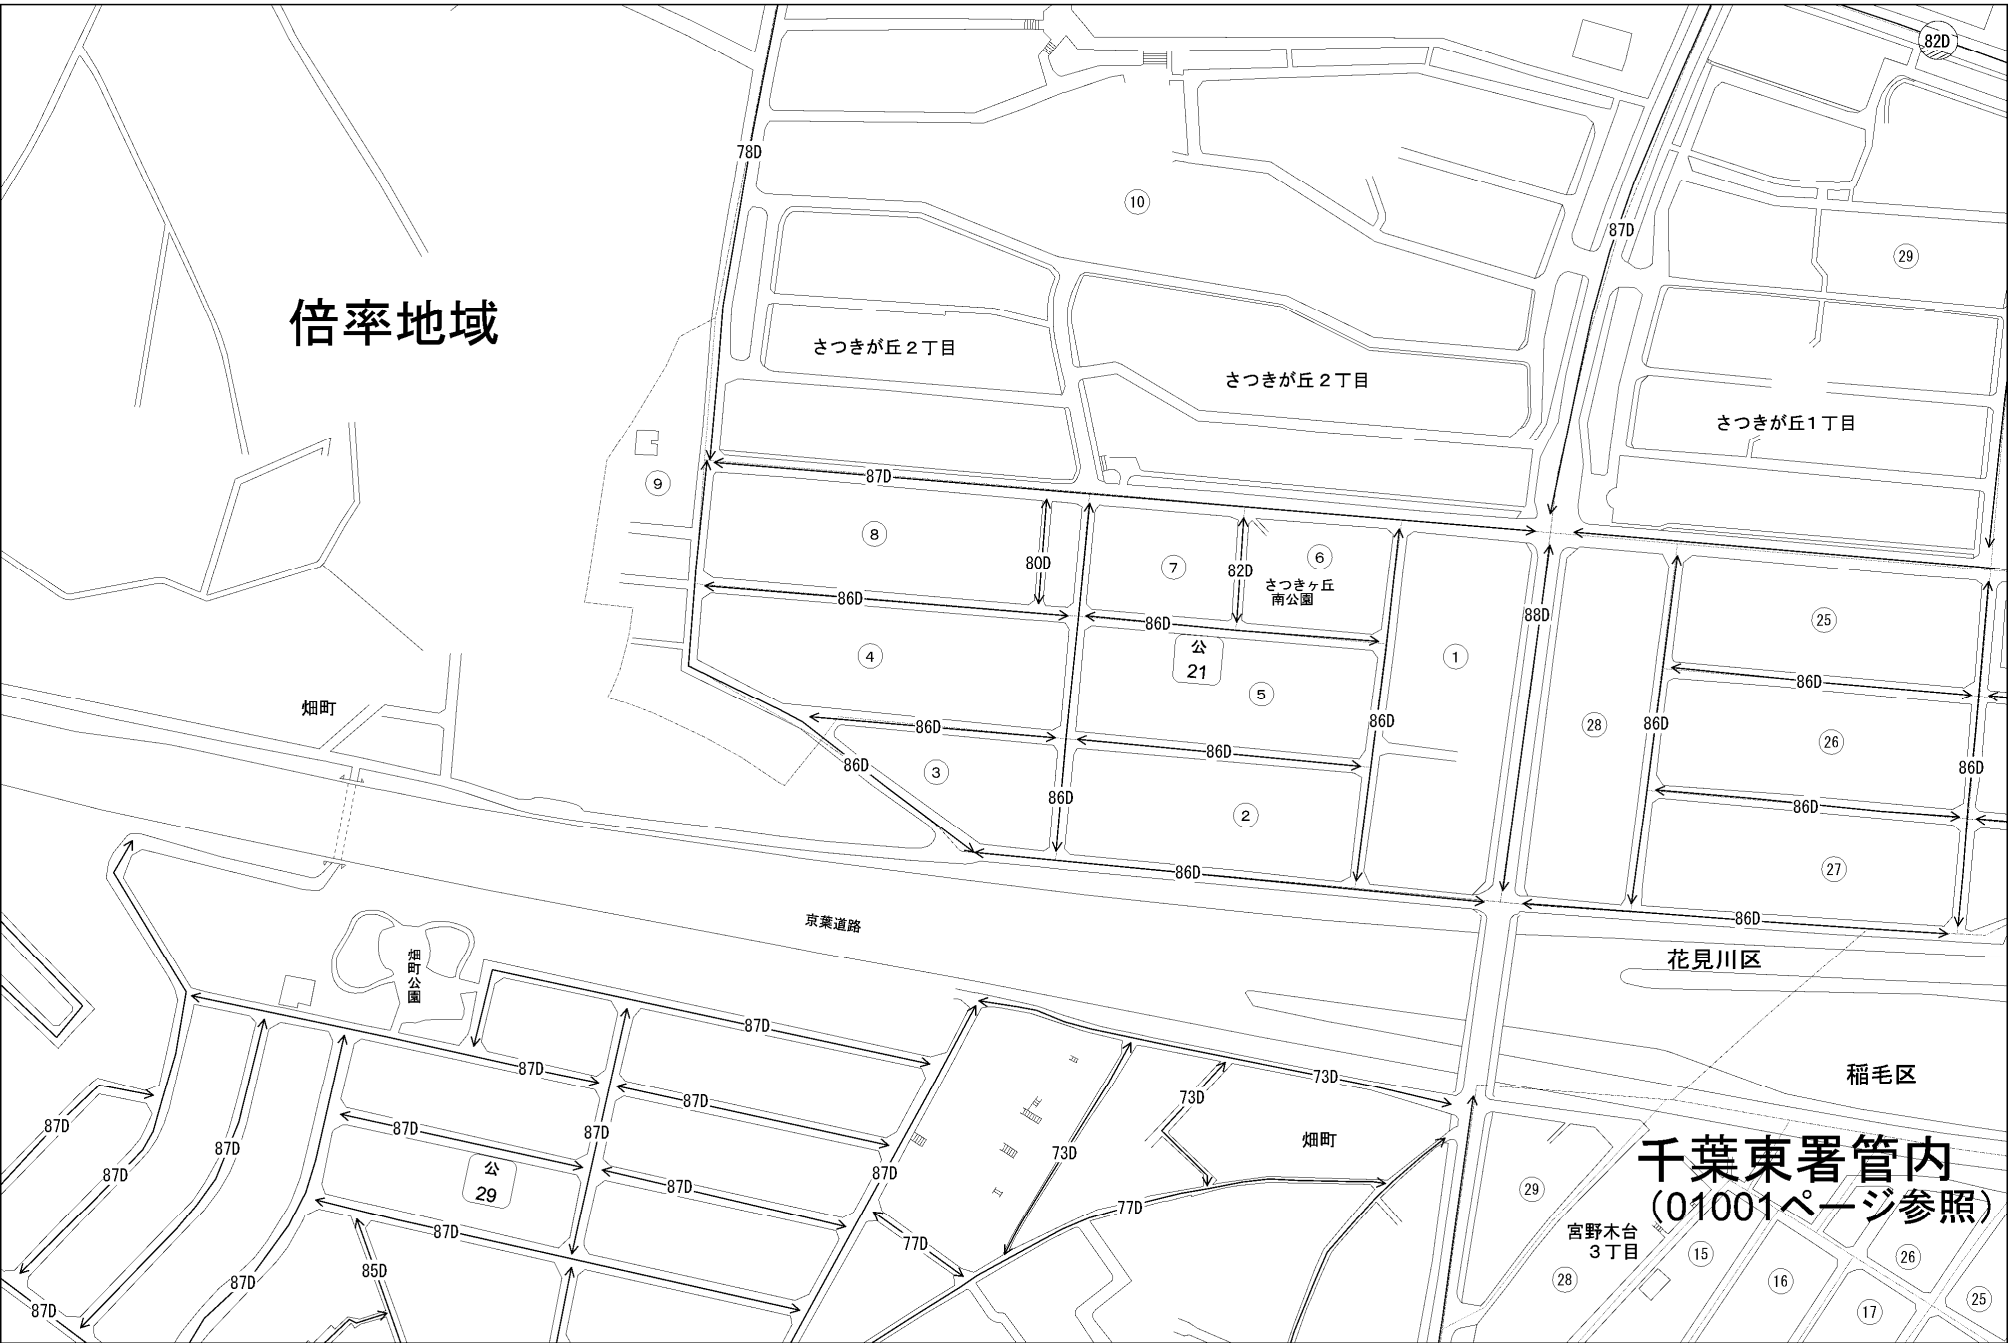 82D
78D
10
87D
29
倍率地域
さつきが丘2丁目
さつきが丘2丁目
さつきが丘1丁目
9
87D
8
80D
7
82D
6
さつきヶ丘
南公園
86D
86D
88D
25
4
公
21
5
1
86D
畑町
86D
86D
86D
86D
28
86D
26
86D
3
86D
86D
86D
2
27
86D
86D
京葉道路
花見川区
畑町公園
87D
87D
73D
稲毛区
87D
73D
87D
87D
87D
87D
73D
畑町
千葉東署管内
(01001ページ参照)
87D
87D
公
29
87D
87D
77D
29
宮野木台
3丁目
87D
77D
85D
87D
87D
28
15
16
26
17
25